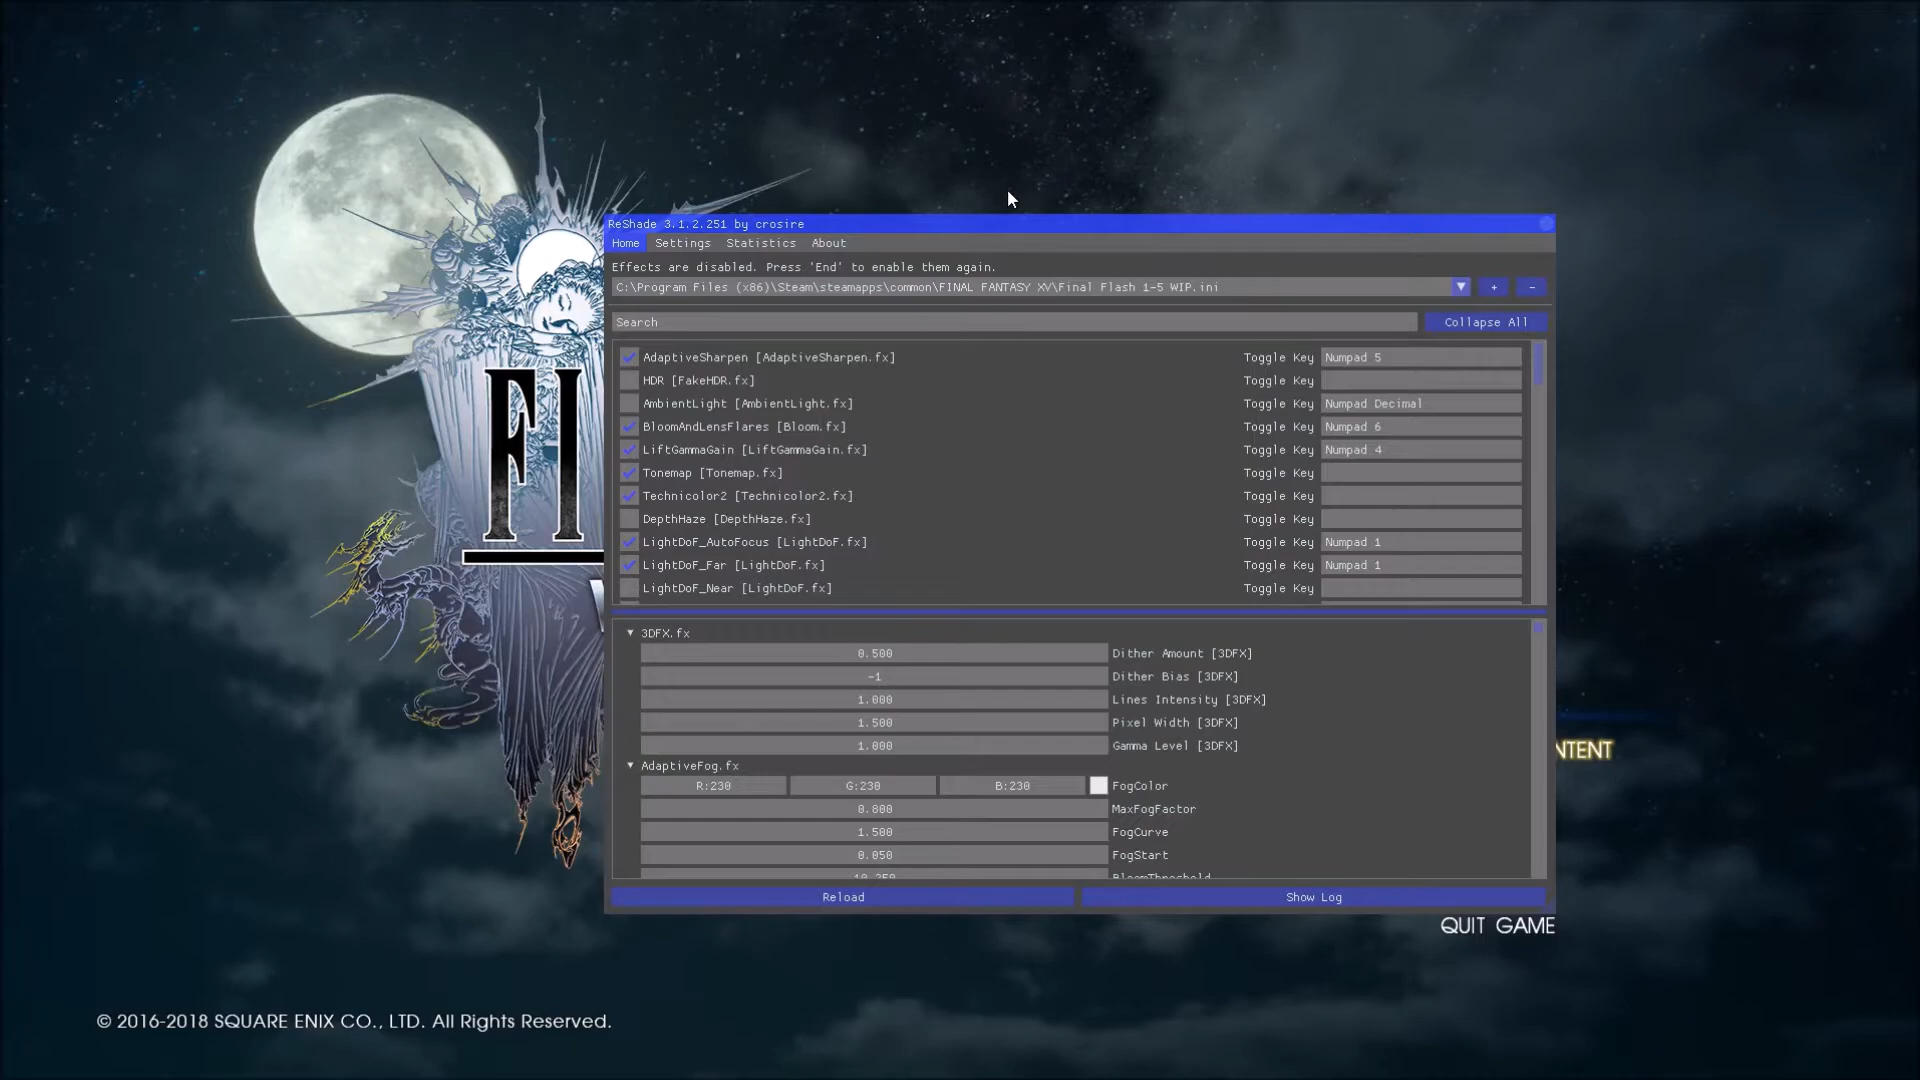 ReShade 3.1.2.251 by crosire
Home Settings Statistics About
Effects are disabled. Press 'End' to enable them again.
C:\Program Files (x86)\Steam\steamapps\common\FINAL FANTASY XV\Final Flash 1-5 WIP.ini + -
Search Collapse All
AdaptiveSharpen [AdaptiveSharpen.fx] Toggle Key Numpad 5
HDR [FakeHDR.fx] Toggle Key
AmbientLight [AmbientLight.fx] Toggle Key Numpad Decimal
BloomAndLensFlares [Bloom.fx] Toggle Key Numpad 6
LiftGammaGain [LiftGammaGain.fx] Toggle Key Numpad 4
Tonemap [Tonemap.fx] Toggle Key
Technicolor2 [Technicolor2.fx] Toggle Key
DepthHaze [DepthHaze.fx] Toggle Key
LightDoF_AutoFocus [LightDoF.fx] Toggle Key Numpad 1
LightDoF_Far [LightDoF.fx] Toggle Key Numpad 1
LightDoF_Near [LightDoF.fx] Toggle Key
FI
3DFX.fx
0.500 Dither Amount [3DFX]
-1 Dither Bias [3DFX]
1.000 Lines Intensity [3DFX]
1.500 Pixel Width [3DFX]
1.000 Gamma Level [3DFX]
NTENT
AdaptiveFog.fx
R:230 G:230 B:230 FogColor
0.800 MaxFogFactor
1.500 FogCurve
0.050 FogStart
10.250 BloomThreshold
Reload Show Log
QUIT GAME
© 2016-2018 SQUARE ENIX CO., LTD. All Rights Reserved.